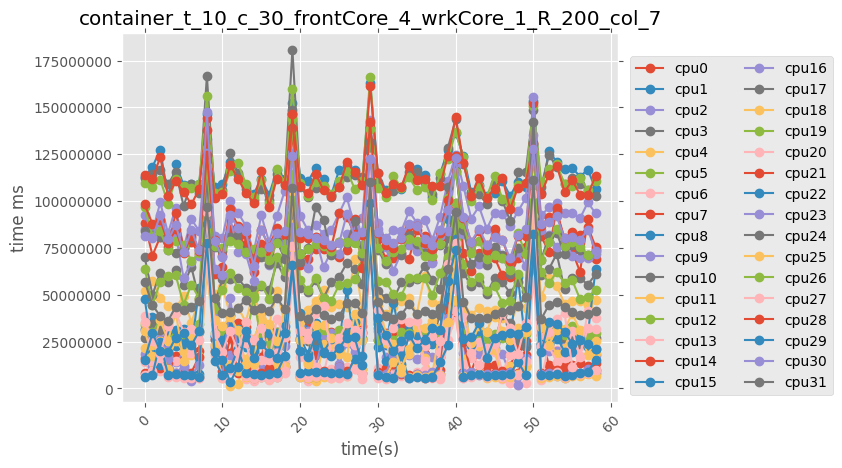 container_t_10_c_30_frontCore_4_wrkCore_1_R_200_col_7
time ms
175000000
150000000
125000000
100000000
75000000
50000000
25000000
0
0
10
20
30
40
50
60
time(s)
cpu0
cpu1
cpu2
cpu3
cpu4
cpu5
cpu6
cpu7
cpu8
cpu9
cpu10
cpu11
cpu12
cpu13
cpu14
cpu15
cpu16
cpu17
cpu18
cpu19
cpu20
cpu21
cpu22
cpu23
cpu24
cpu25
cpu26
cpu27
cpu28
cpu29
cpu30
cpu31